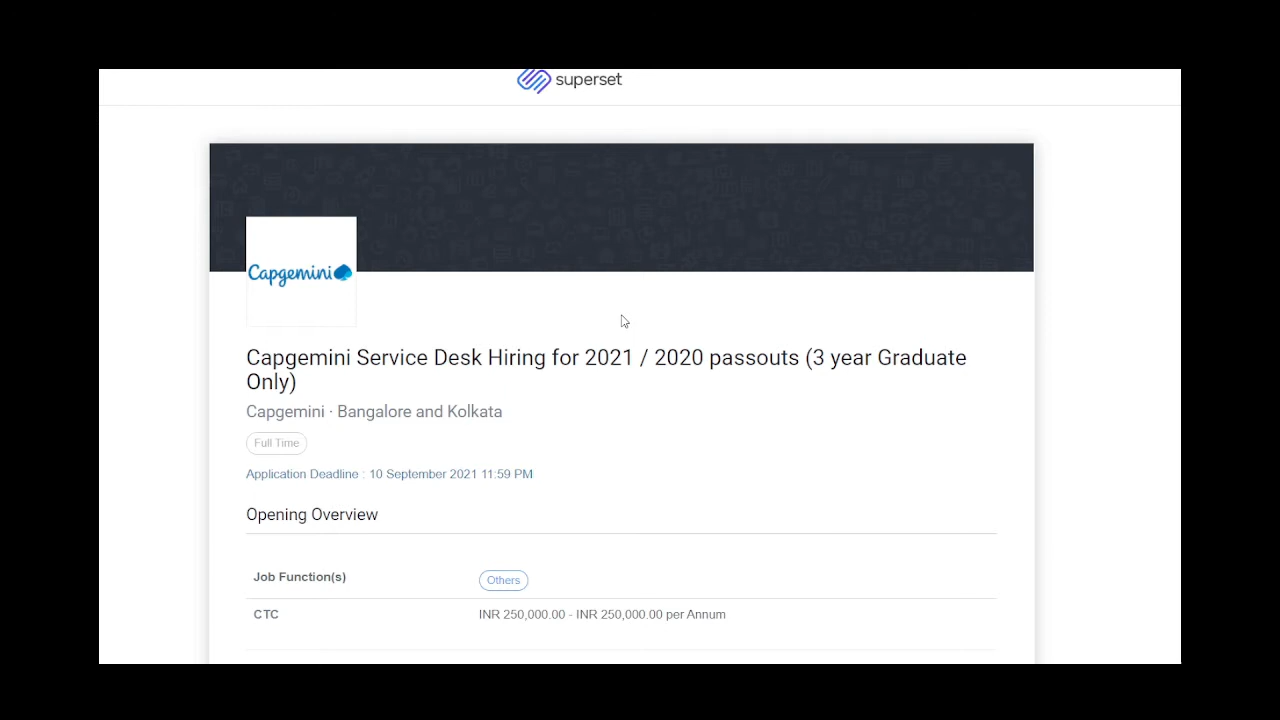 superset
Capgemini
Capgemini Service Desk Hiring for 2021 / 2020 passouts (3 year Graduate
Only)
Capgemini · Bangalore and Kolkata
Full Time
Application Deadline : 10 September 2021 11:59 PM
Opening Overview
Job Function(s) Others
CTC INR 250,000.00 - INR 250,000.00 per Annum